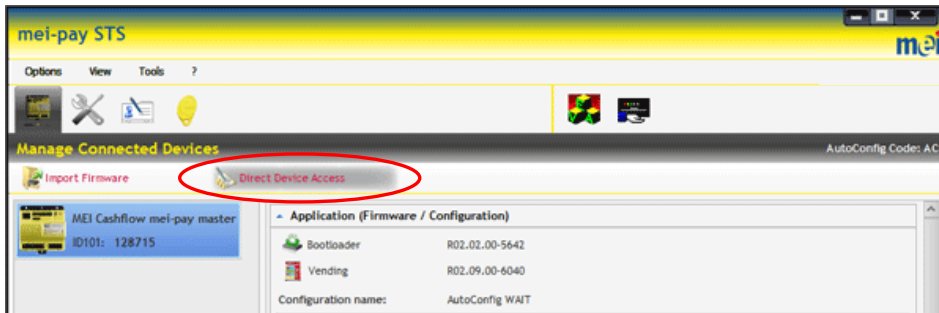 mei-pay STS
mei
Options View Tools ?
Manage Connected Devices AutoConfig Code: AC
Import Firmware Direct Device Access
MEI Cashflow mei-pay master
ID101: 128715
Application (Firmware / Configuration)
Bootloader R02.02.00-5642
Vending R02.09.00-6040
Configuration name: AutoConfig WAIT